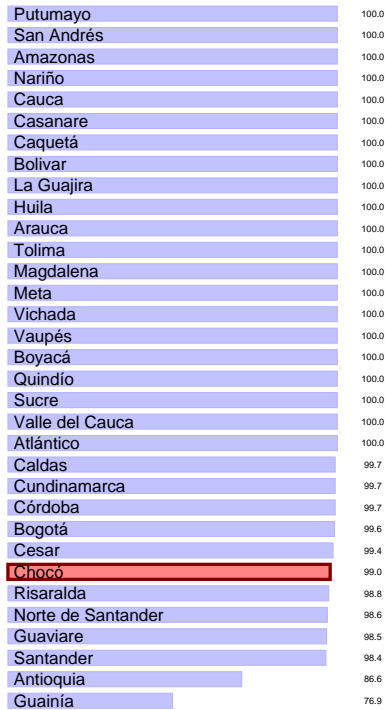 Putumayo 100.0
San Andrés 100.0
Amazonas 100.0
Nariño 100.0
Cauca 100.0
Casanare 100.0
Caquetá 100.0
Bolivar 100.0
La Guajira 100.0
Huila 100.0
Arauca 100.0
Tolima 100.0
Magdalena 100.0
Meta 100.0
Vichada 100.0
Vaupés 100.0
Boyacá 100.0
Quindío 100.0
Sucre 100.0
Valle del Cauca 100.0
Atlántico 100.0
Caldas 99.7
Cundinamarca 99.7
Córdoba 99.7
Bogotá 99.6
Cesar 99.4
Chocó 99.0
Risaralda 98.8
Norte de Santander 98.6
Guaviare 98.5
Santander 98.4
Antioquia 86.6
Guainía 76.9